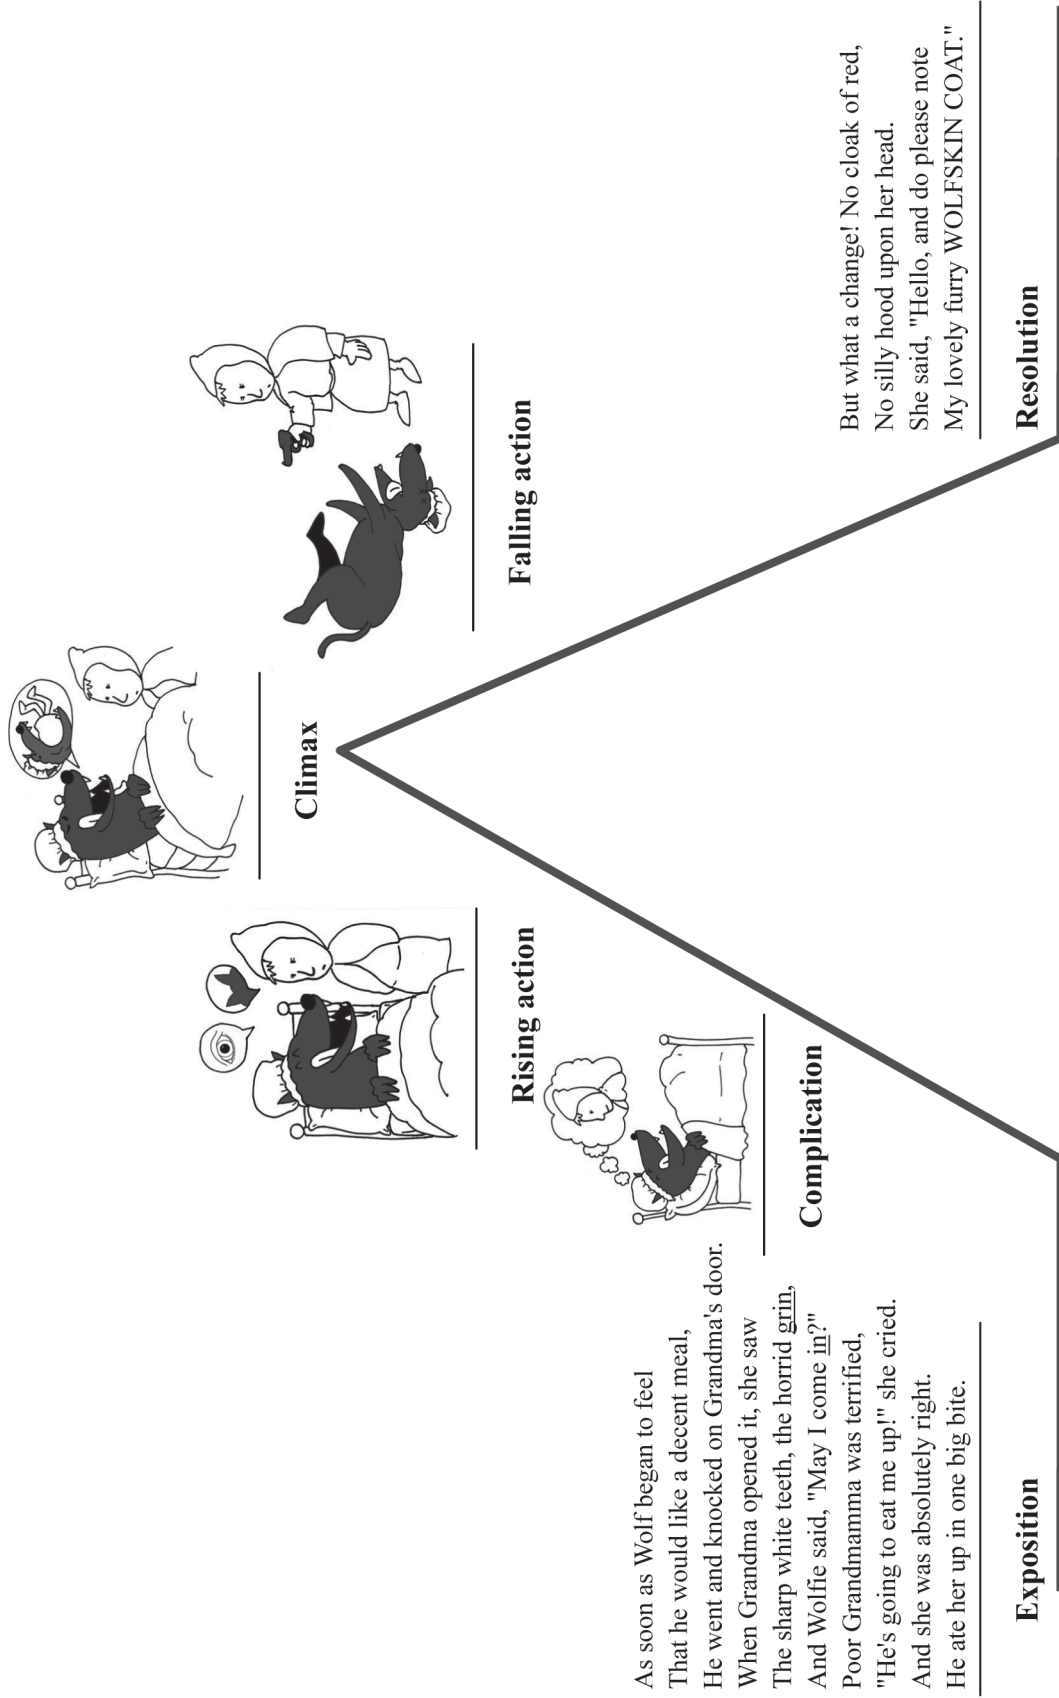 As soon as Wolf began to feel
That he would like a decent meal,
He went and knocked on Grandma's door.
When Grandma opened it, she saw
The sharp white teeth, the horrid grin,
And Wolfie said, "May I come in?"
Poor Grandmamma was terrified,
"He's going to eat me up!" she cried.
And she was absolutely right.
He ate her up in one big bite.
Exposition
Complication
Rising action
Climax
Falling action
But what a change! No cloak of red,
No silly hood upon her head.
She said, "Hello, and do please note
My lovely furry WOLFSKIN COAT."
Resolution